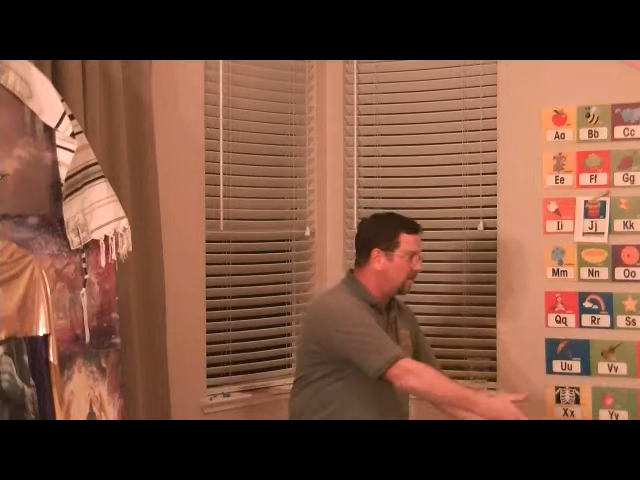 Aa Bb Cc
Ee Ff Gg
Ii Jj Kk
Mm Nn Oo
Qq Rr Ss
Uu Vv
Xx Yy